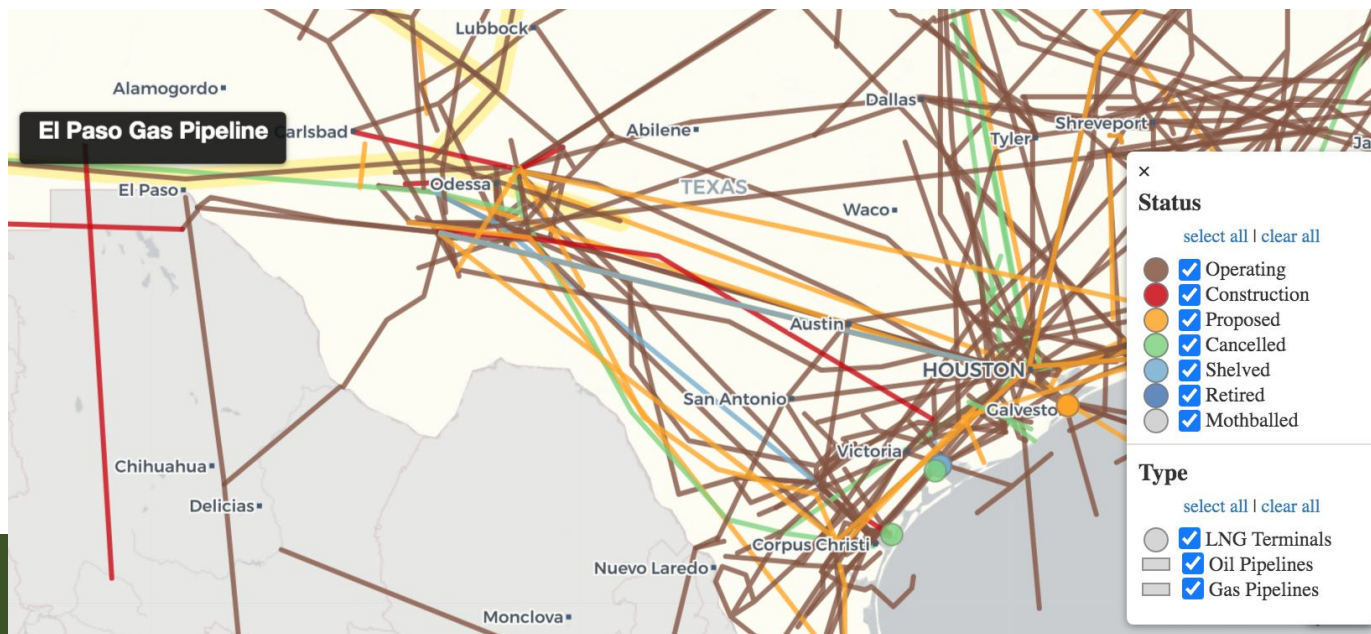 Lubbock
Alamogordo
El Paso Gas Pipeline
Carlsbad
Abilene
Dallas
Tyler
Shreveport
Ja
El Paso
Odessa
TEXAS
Waco
Austin
HOUSTON
San Antonio
Galvesto
Victoria
Chihuahua
Delicias
Corpus Christi
Nuevo Laredo
Monclova
×
Status
select all | clear all
Operating
Construction
Proposed
Cancelled
Shelved
Retired
Mothballed
Type
select all | clear all
LNG Terminals
Oil Pipelines
Gas Pipelines